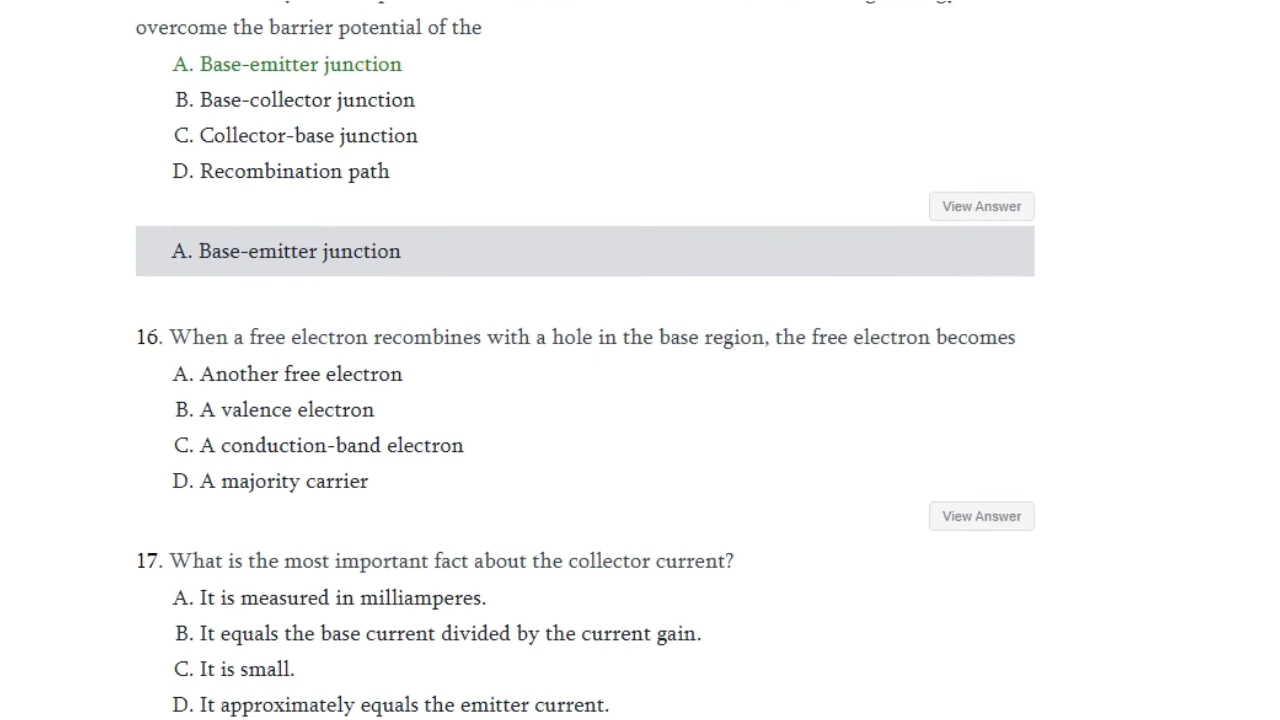 overcome the barrier potential of the
A. Base-emitter junction
B. Base-collector junction
C. Collector-base junction
D. Recombination path
View Answer
A. Base-emitter junction
16. When a free electron recombines with a hole in the base region, the free electron becomes
A. Another free electron
B. A valence electron
C. A conduction-band electron
D. A majority carrier
View Answer
17. What is the most important fact about the collector current?
A. It is measured in milliamperes.
B. It equals the base current divided by the current gain.
C. It is small.
D. It approximately equals the emitter current.